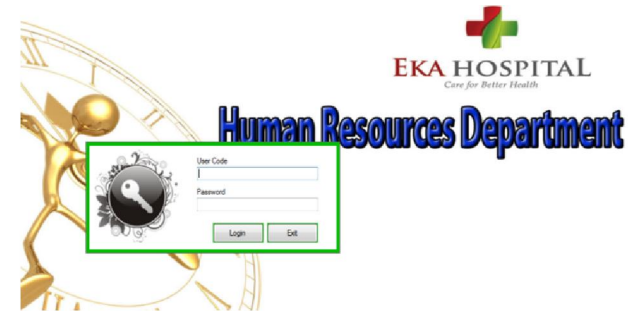 EKA HOSPITAL
Care for Better Health
Human Resources Department
User Code
Password
Login Exit